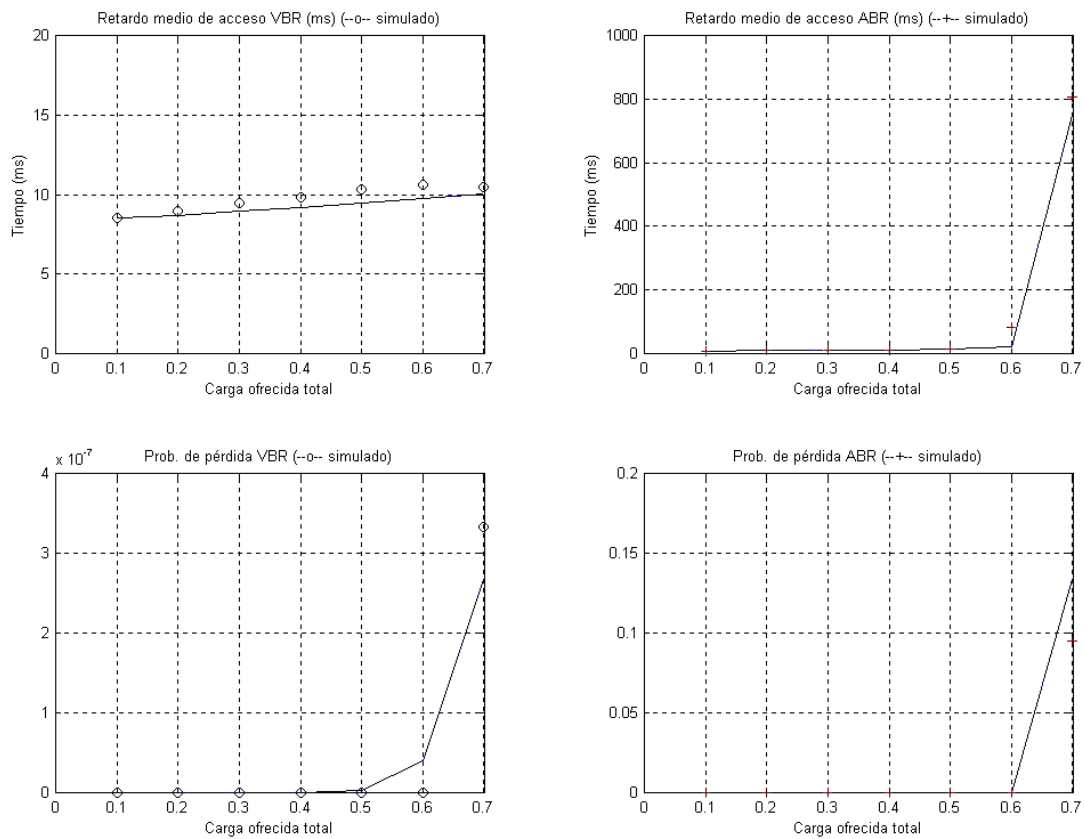 Retardo medio de acceso VBR (ms) (--o-- simulado)
20
15
10
5
0
Tiempo (ms)
0 0.1 0.2 0.3 0.4 0.5 0.6 0.7
Carga ofrecida total
Retardo medio de acceso ABR (ms) (--+-- simulado)
1000
800
600
400
200
0
Tiempo (ms)
0 0.1 0.2 0.3 0.4 0.5 0.6 0.7
Carga ofrecida total
x 10⁻⁷
Prob. de pérdida VBR (--o-- simulado)
4
3
2
1
0
0 0.1 0.2 0.3 0.4 0.5 0.6 0.7
Carga ofrecida total
Prob. de pérdida ABR (--+-- simulado)
0.2
0.15
0.1
0.05
0
0 0.1 0.2 0.3 0.4 0.5 0.6 0.7
Carga ofrecida total